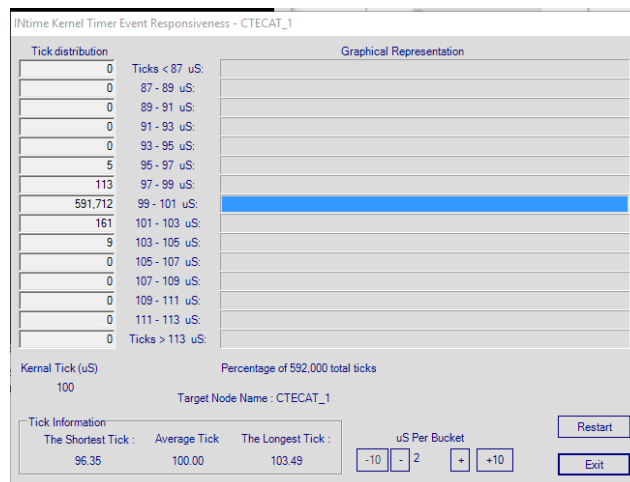 INtime Kernel Timer Event Responsiveness - CTECAT_1
Tick distribution Graphical Representation
0 Ticks < 87 uS:
0 87 - 89 uS:
0 89 - 91 uS:
0 91 - 93 uS:
0 93 - 95 uS:
5 95 - 97 uS:
113 97 - 99 uS:
591,712 99 - 101 uS:
161 101 - 103 uS:
9 103 - 105 uS:
0 105 - 107 uS:
0 107 - 109 uS:
0 109 - 111 uS:
0 111 - 113 uS:
0 Ticks > 113 uS:
Kernal Tick (uS) Percentage of 592,000 total ticks
100
Target Node Name : CTECAT_1
Tick Information
The Shortest Tick : Average Tick The Longest Tick :
96.35 100.00 103.49
uS Per Bucket
-10 - 2 + +10
Restart
Exit